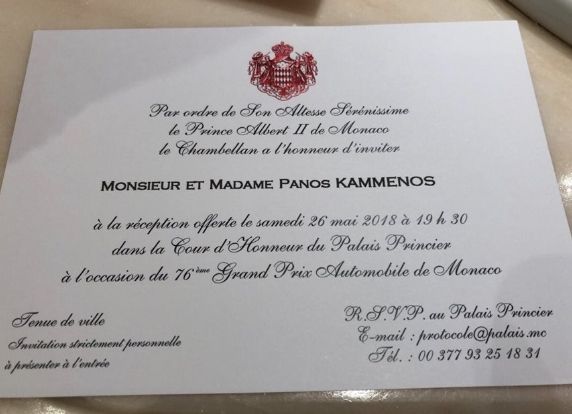 Par ordre de Son Altesse Sérénissime
le Prince Albert II de Monaco
le Chambellan a l'honneur d'inviter
MONSIEUR ET MADAME PANOS KAMMENOS
à la réception offerte le samedi 26 mai 2018 à 19 h 30
dans la Cour d'Honneur du Palais Princier
à l'occasion du 76ème Grand Prix Automobile de Monaco
Tenue de ville
Invitation strictement personnelle
à présenter à l'entrée
R.S.V.P. au Palais Princier
E-mail : protocole@palais.mc
Tél. : 00 377 93 25 18 31